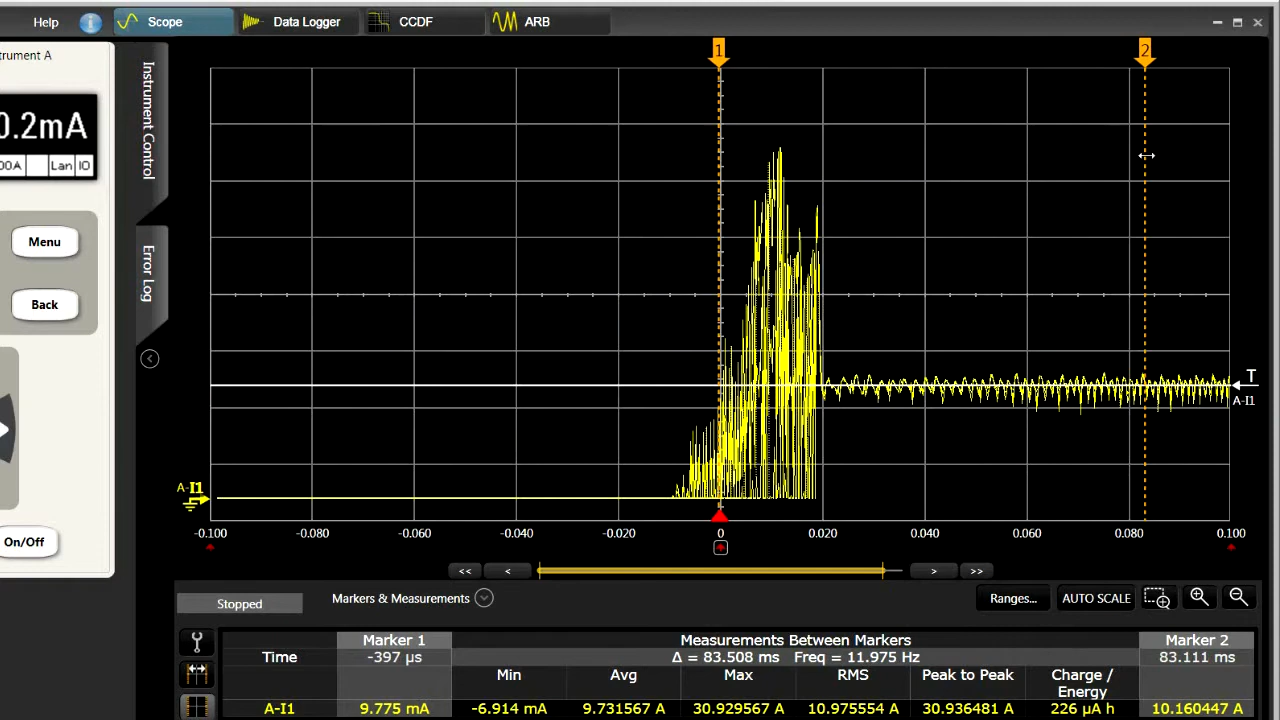 Help Scope Data Logger CCDF ARB
trument A
0.2mA
00A Lan IO
Menu
Back
On/Off
Instrument Control
Error Log
1 2
T
A-I1
A-I1
-0.100 -0.080 -0.060 -0.040 -0.020 0 0.020 0.040 0.060 0.080 0.100
<< < > >>
Stopped Markers & Measurements Ranges... AUTO SCALE
Marker 1 Measurements Between Markers Marker 2
Time -397 µs Δ = 83.508 ms Freq = 11.975 Hz 83.111 ms
Min Avg Max RMS Peak to Peak Charge /
Energy
A-I1 9.775 mA -6.914 mA 9.731567 A 30.929567 A 10.975554 A 30.936481 A 226 µA h 10.160447 A